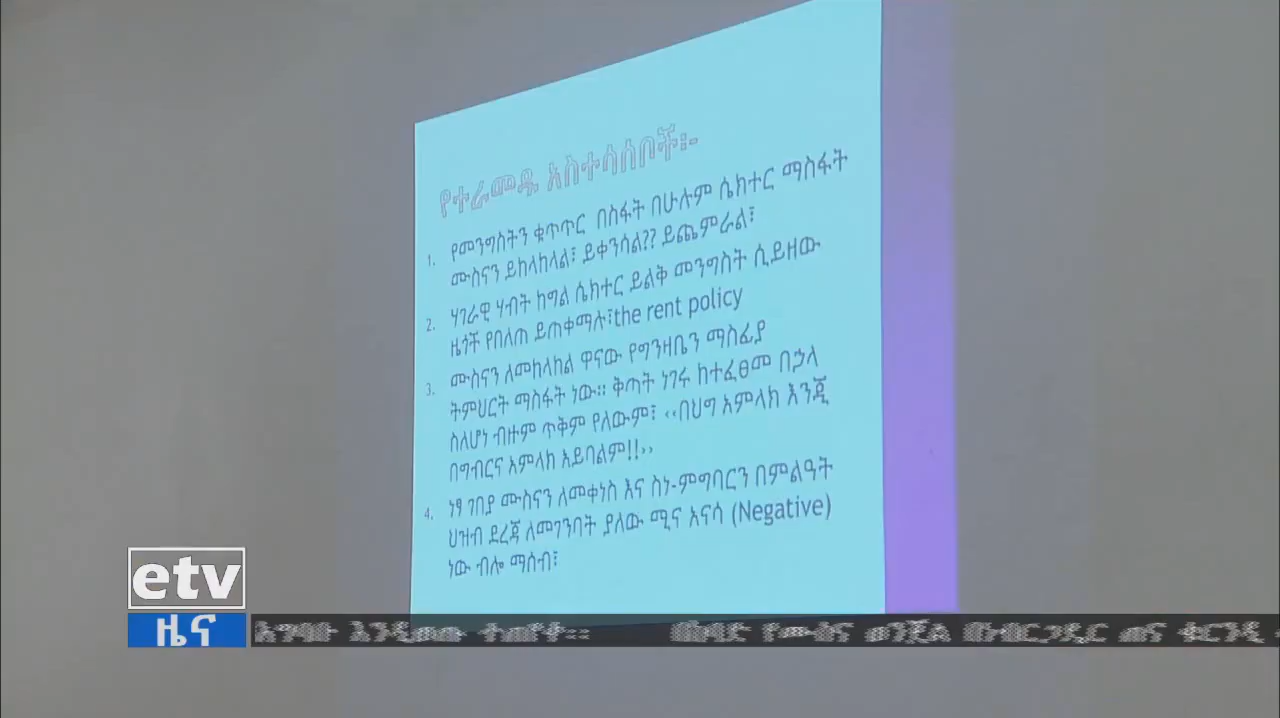 የተራመዱ አስተሳሰቦች፡-
1. የመንግስትን ቁጥጥር በስፋት በሁሉም ሴክተር ማስፋት
ሙስናን ይከላከላል፣ ይቀንሳል?? ይጨምራል፣
2. ሃገራዊ ሃብት ከግል ሴክተር ይልቅ መንግስት ሲይዘው
ዜጎች የበለጠ ይጠቀማሉ፣the rent policy
3. ሙስናን ለመከላከል ዋናው የግንዛቤን ማስፊያ
ትምህርት ማስፋት ነው። ቅጣት ነገሩ ከተፈፀመ በኃላ
ስለሆነ ብዙም ጥቅም የለውም፣ ‹‹በህግ አምላክ እንጂ
በግብርና አምላክ አይባልም!!››
4. ነፃ ገበያ ሙስናን ለመቀነስ እና ስነ-ምግባርን በምልዓት
ህዝብ ደረጃ ለመገንባት ያለው ሚና አናሳ (Negative)
ነው ብሎ ማሰብ፣
etv
ዜና